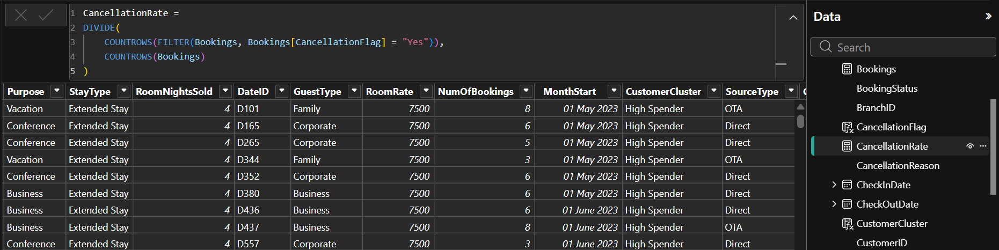 1 CancellationRate =
2 DIVIDE(
3 COUNTROWS(FILTER(Bookings, Bookings[CancellationFlag] = "Yes")),
4 COUNTROWS(Bookings)
5 )
Purpose StayType RoomNightsSold DateID GuestType RoomRate NumOfBookings MonthStart CustomerCluster SourceType
Vacation Extended Stay 4 D101 Family 7500 8 01 May 2023 High Spender OTA
Conference Extended Stay 4 D165 Corporate 7500 6 01 May 2023 High Spender Direct
Conference Extended Stay 4 D265 Corporate 7500 5 01 May 2023 High Spender Direct
Vacation Extended Stay 4 D344 Family 7500 3 01 May 2023 High Spender OTA
Conference Extended Stay 4 D352 Corporate 7500 6 01 May 2023 High Spender Direct
Business Extended Stay 4 D380 Business 7500 6 01 May 2023 High Spender Direct
Business Extended Stay 4 D436 Business 7500 6 01 June 2023 High Spender Direct
Business Extended Stay 4 D437 Business 7500 8 01 June 2023 High Spender OTA
Conference Extended Stay 4 D557 Corporate 7500 3 01 June 2023 High Spender Direct
Data
Search
Bookings
BookingStatus
BranchID
CancellationFlag
CancellationRate
CancellationReason
CheckInDate
CheckOutDate
CustomerCluster
CustomerID